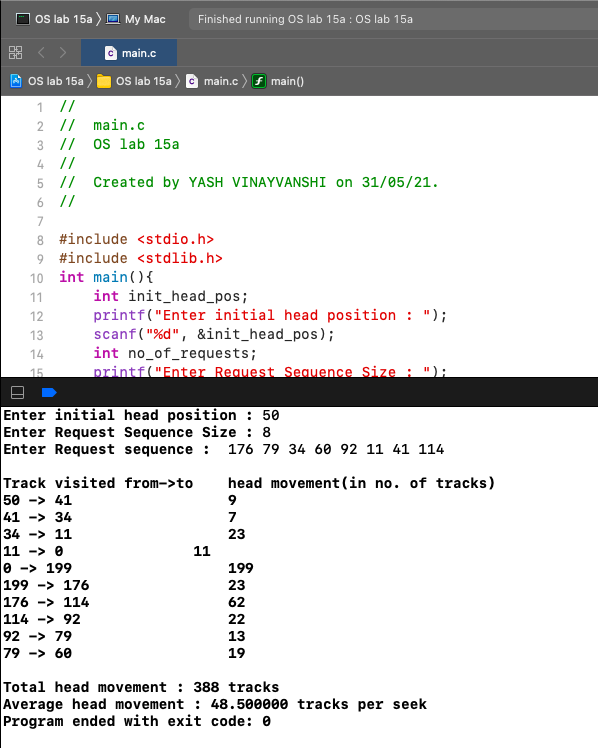 OS lab 15a 〉 My Mac
Finished running OS lab 15a : OS lab 15a
main.c
OS lab 15a 〉 OS lab 15a 〉 main.c 〉 main()
1 //
2 //  main.c
3 //  OS lab 15a
4 //
5 //  Created by YASH VINAYVANSHI on 31/05/21.
6 //
7
8 #include <stdio.h>
9 #include <stdlib.h>
10 int main(){
11     int init_head_pos;
12     printf("Enter initial head position : ");
13     scanf("%d", &init_head_pos);
14     int no_of_requests;
15     printf("Enter Request Sequence Size : ");
Enter initial head position : 50
Enter Request Sequence Size : 8
Enter Request sequence :  176 79 34 60 92 11 41 114
Track visited from->to    head movement(in no. of tracks)
50 -> 41                  9
41 -> 34                  7
34 -> 11                  23
11 -> 0               11
0 -> 199                  199
199 -> 176                23
176 -> 114                62
114 -> 92                 22
92 -> 79                  13
79 -> 60                  19
Total head movement : 388 tracks
Average head movement : 48.500000 tracks per seek
Program ended with exit code: 0